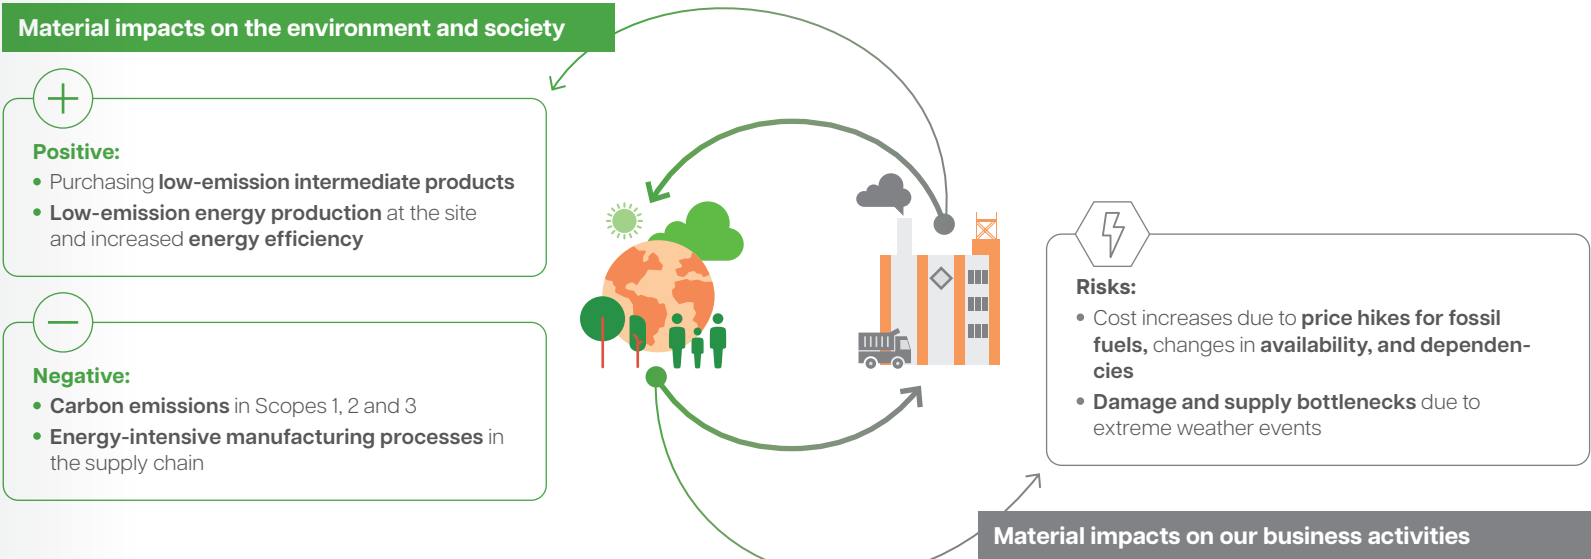 Material impacts on the environment and society
Positive:
• Purchasing low-emission intermediate products
• Low-emission energy production at the site
and increased energy efficiency
Negative:
• Carbon emissions in Scopes 1, 2 and 3
• Energy-intensive manufacturing processes in
the supply chain
Risks:
• Cost increases due to price hikes for fossil
fuels, changes in availability, and dependen-
cies
• Damage and supply bottlenecks due to
extreme weather events
Material impacts on our business activities